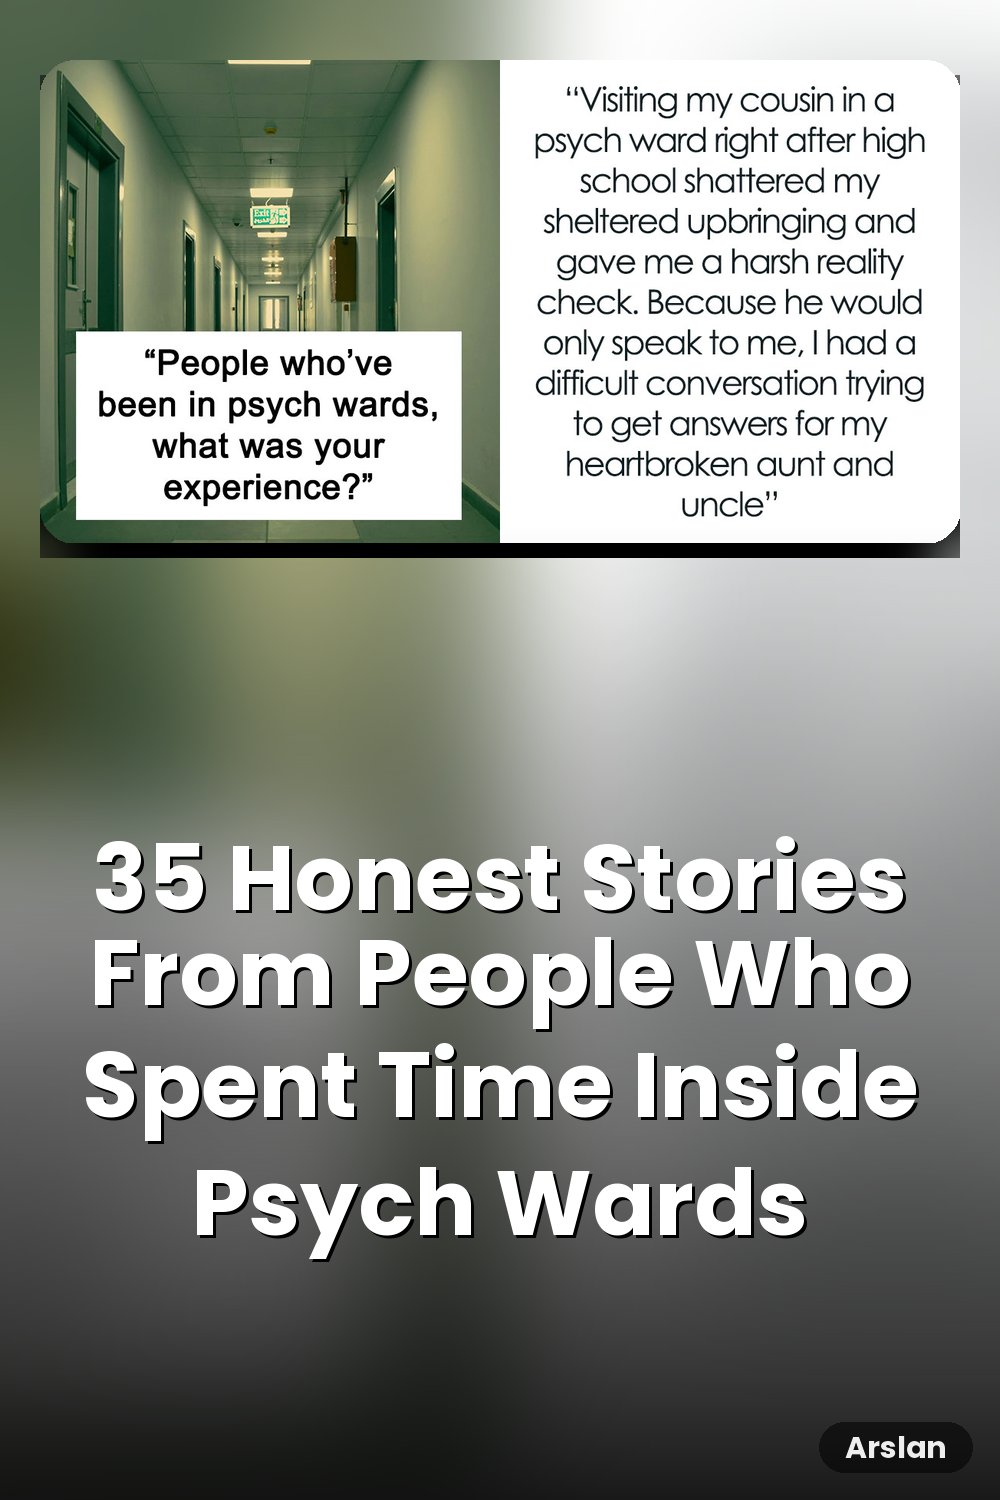 Exit
“People who’ve
been in psych wards,
what was your
experience?”
“Visiting my cousin in a
psych ward right after high
school shattered my
sheltered upbringing and
gave me a harsh reality
check. Because he would
only speak to me, I had a
difficult conversation trying
to get answers for my
heartbroken aunt and
uncle”
35 Honest Stories
From People Who
Spent Time Inside
Psych Wards
Arslan